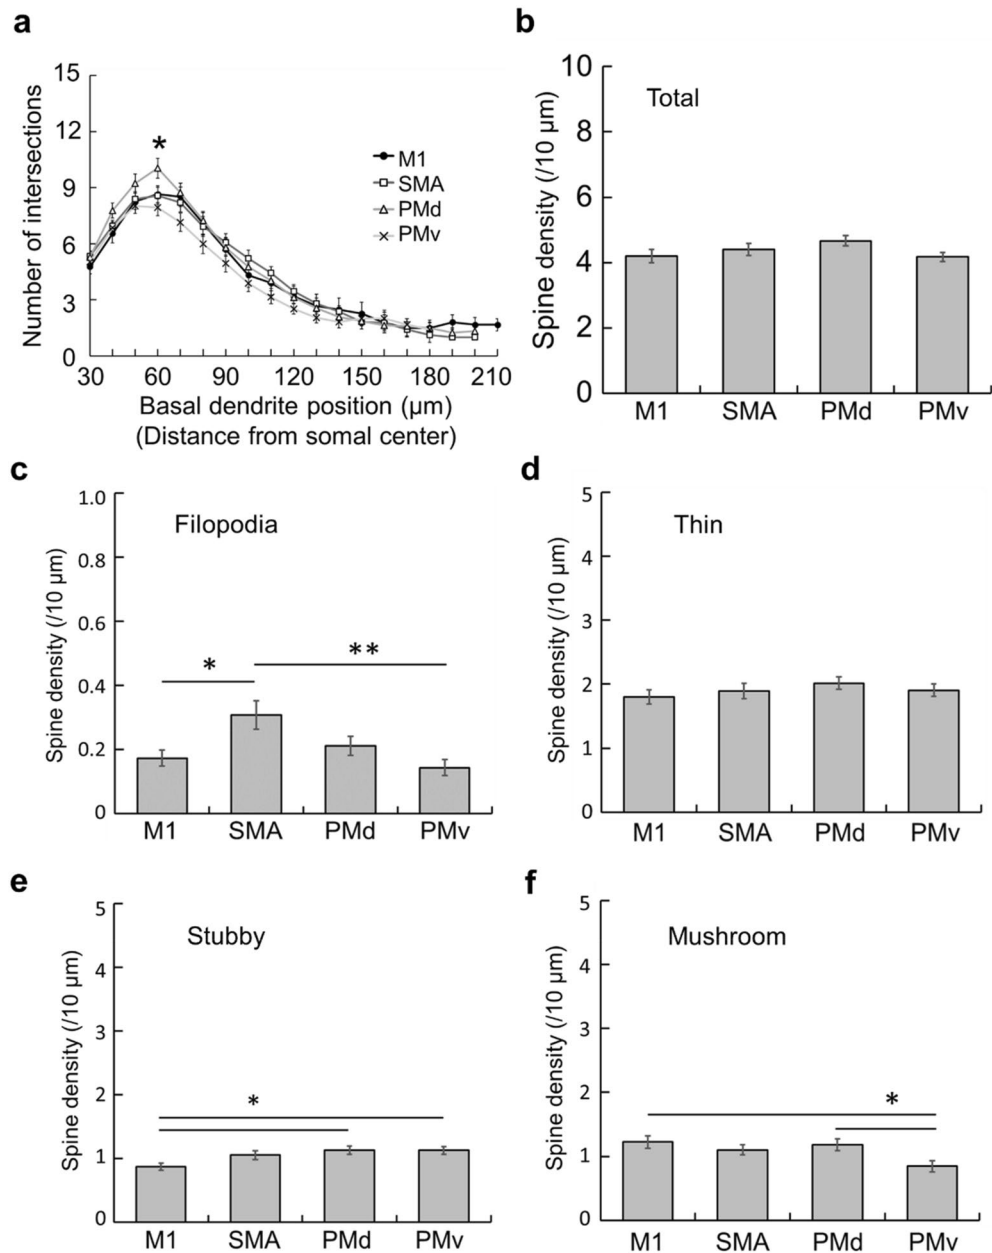 a
15
12
9
6
3
0
Number of intersections
*
M1
SMA
PMd
PMv
30 60 90 120 150 180 210
Basal dendrite position (μm)
(Distance from somal center)
b
10
8
6
4
2
0
Spine density (/10 μm)
Total
M1 SMA PMd PMv
c
1.0
0.8
0.6
0.4
0.2
0
Spine density (/10 μm)
Filopodia
* **
M1 SMA PMd PMv
d
5
4
3
2
1
0
Spine density (/10 μm)
Thin
M1 SMA PMd PMv
e
5
4
3
2
1
0
Spine density (/10 μm)
Stubby
*
M1 SMA PMd PMv
f
5
4
3
2
1
0
Spine density (/10 μm)
Mushroom
*
M1 SMA PMd PMv